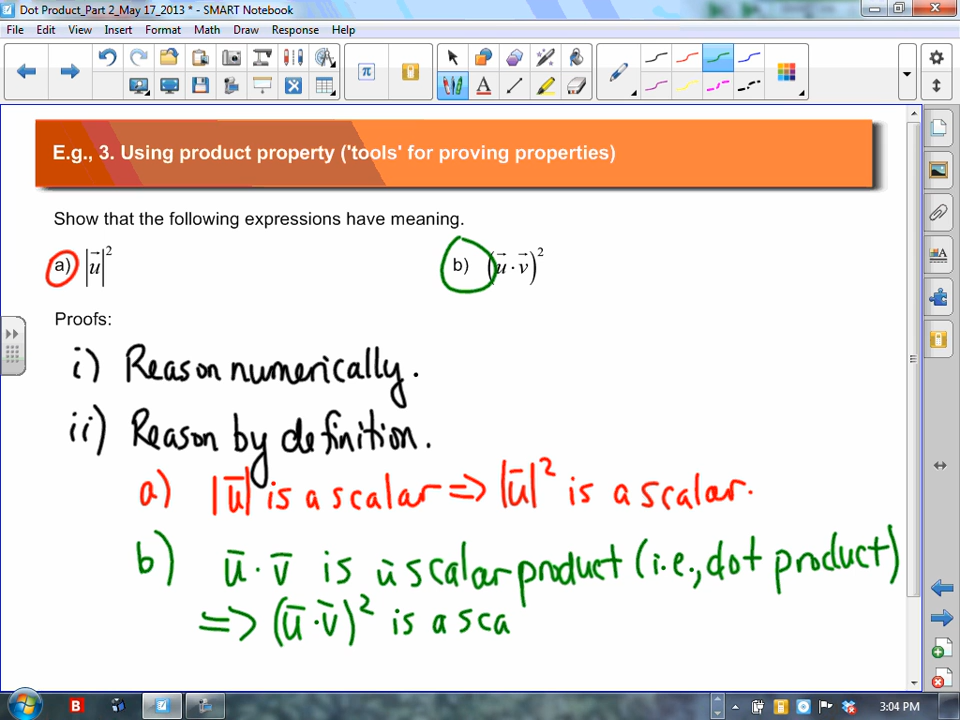 Dot Product_Part 2_May 17_2013 * - SMART Notebook
File Edit View Insert Format Math Draw Response Help
π
E.g., 3. Using product property ('tools' for proving properties)
Show that the following expressions have meaning.
a) |u⃗|² b) (u⃗ · v⃗)²
Proofs:
i) Reason numerically.
ii) Reason by definition.
a) |ū| is a scalar => |ū|² is a scalar.
b) ū · v̄ is a scalar product (i.e., dot product)
=> (ū · v̄)² is a sca
B
3:04 PM